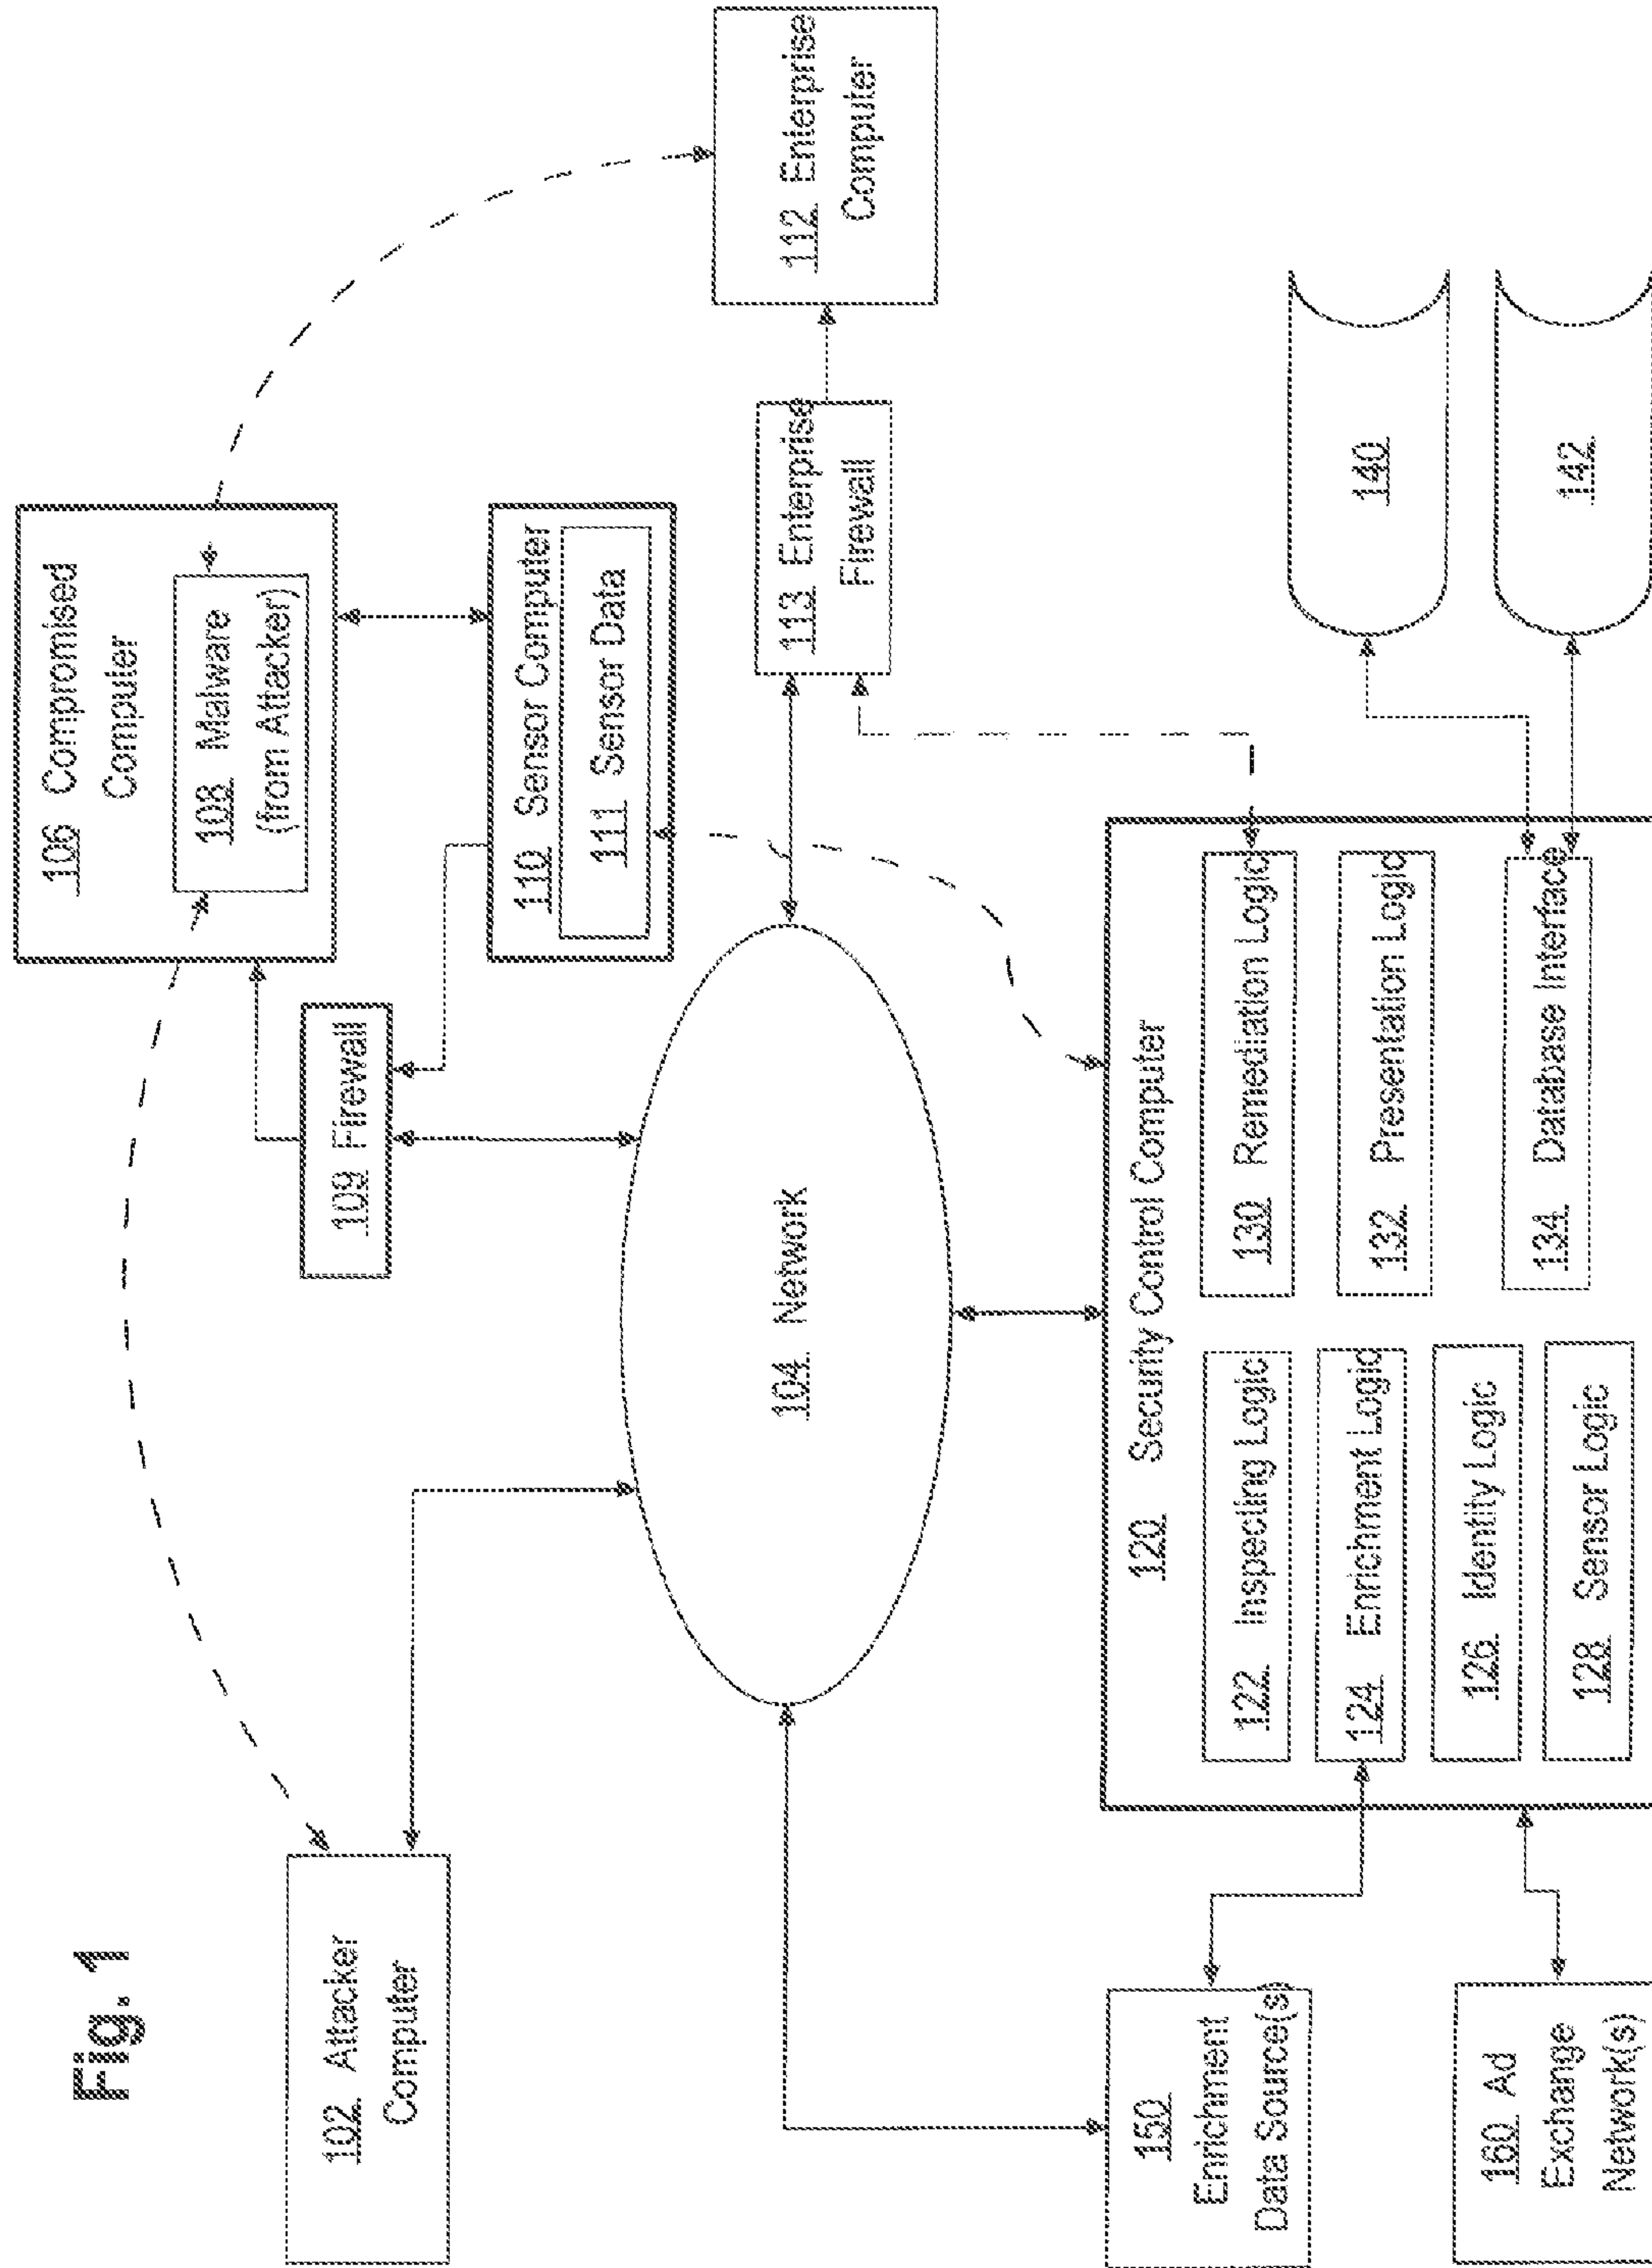 Fig. 1
102 Attacker
Computer
106 Compromised
Computer
108 Malware
(from Attacker)
109 Firewall
110 Sensor Computer
111 Sensor Data
104 Network
113 Enterprise
Firewall
112 Enterprise
Computer
150
Enrichment
Data Source(s)
160 Ad
Exchange
Network(s)
120 Security Control Computer
122 Inspecting Logic
124 Enrichment Logic
126 Identity Logic
128 Sensor Logic
130 Remediation Logic
132 Presentation Logic
134 Database Interface
140
142